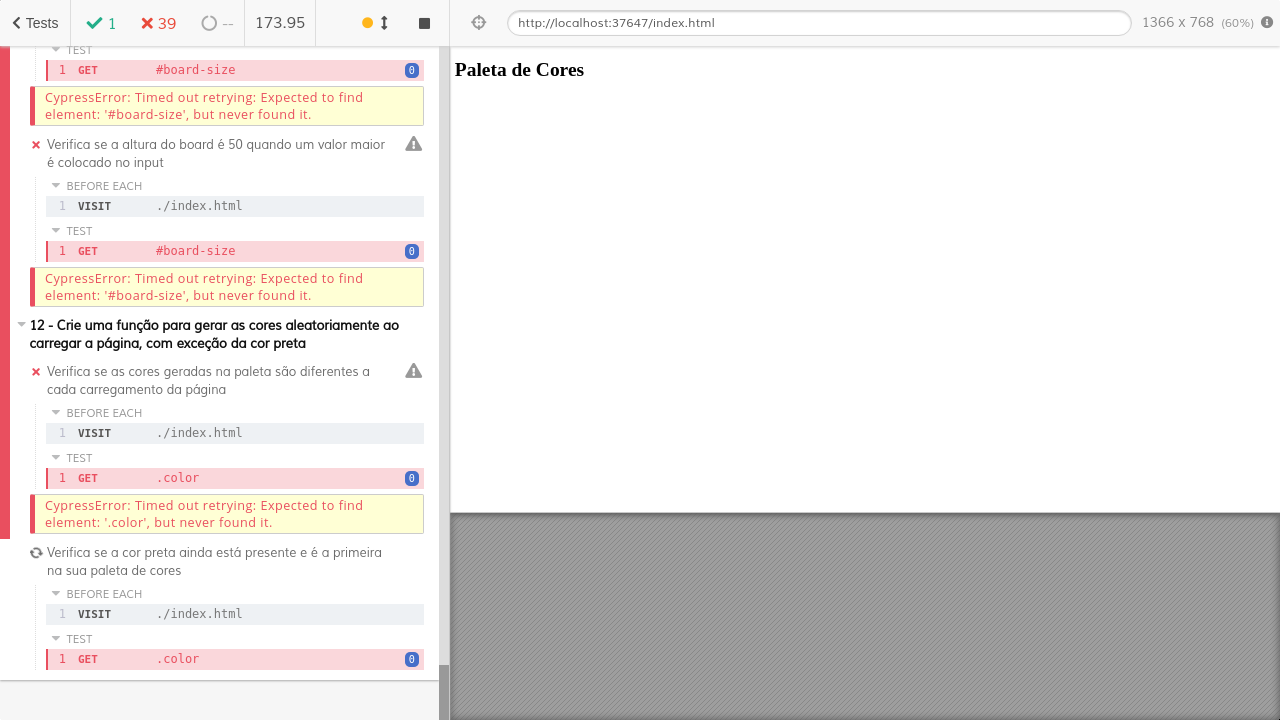 Tests
1
39
--
173.95
http://localhost:37647/index.html
1366 x 768 (60%)
TEST
1 GET #board-size 0
CypressError: Timed out retrying: Expected to find
element: '#board-size', but never found it.
Verifica se a altura do board é 50 quando um valor maior
é colocado no input
BEFORE EACH
1 VISIT ./index.html
TEST
1 GET #board-size 0
CypressError: Timed out retrying: Expected to find
element: '#board-size', but never found it.
12 - Crie uma função para gerar as cores aleatoriamente ao
carregar a página, com exceção da cor preta
Verifica se as cores geradas na paleta são diferentes a
cada carregamento da página
BEFORE EACH
1 VISIT ./index.html
TEST
1 GET .color 0
CypressError: Timed out retrying: Expected to find
element: '.color', but never found it.
Verifica se a cor preta ainda está presente e é a primeira
na sua paleta de cores
BEFORE EACH
1 VISIT ./index.html
TEST
1 GET .color 0
Paleta de Cores